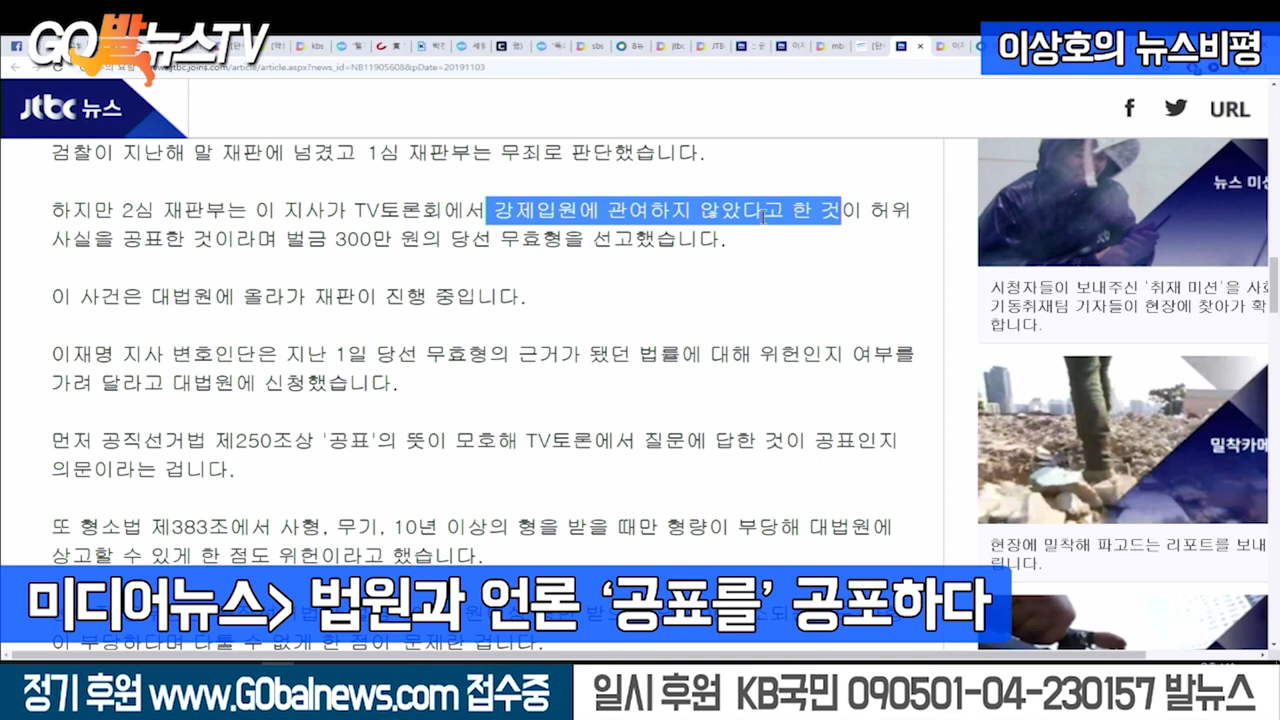 GO발뉴스TV
이상호의 뉴스비평
jtbc.joins.com/article/article.aspx?news_id=NB11905608&pDate=20191103
JTBC 뉴스
URL
검찰이 지난해 말 재판에 넘겼고 1심 재판부는 무죄로 판단했습니다.
하지만 2심 재판부는 이 지사가 TV토론회에서 강제입원에 관여하지 않았다고 한 것이 허위
사실을 공표한 것이라며 벌금 300만 원의 당선 무효형을 선고했습니다.
이 사건은 대법원에 올라가 재판이 진행 중입니다.
이재명 지사 변호인단은 지난 1일 당선 무효형의 근거가 됐던 법률에 대해 위헌인지 여부를
가려 달라고 대법원에 신청했습니다.
먼저 공직선거법 제250조상 '공표'의 뜻이 모호해 TV토론에서 질문에 답한 것이 공표인지
의문이라는 겁니다.
또 형소법 제383조에서 사형, 무기, 10년 이상의 형을 받을 때만 형량이 부당해 대법원에
상고할 수 있게 한 점도 위헌이라고 했습니다.
이 부당하다며 다툴 수 없게 한 점이 문제란 겁니다.
뉴스 미션
시청자들이 보내주신 '취재 미션'을 사회
기동취재팀 기자들이 현장에 찾아가 확
합니다.
밀착카메
현장에 밀착해 파고드는 리포트를 보내
립니다.
미디어뉴스> 법원과 언론 ‘공표를’ 공포하다
정기 후원 www.GObalnews.com 접수중
일시 후원 KB국민 090501-04-230157 발뉴스